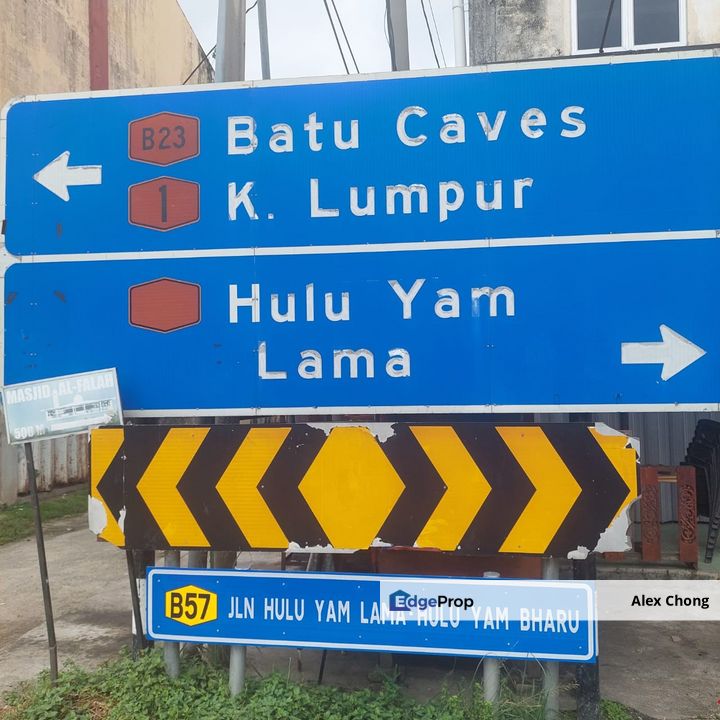 B23 Batu Caves
1 K. Lumpur
Hulu Yam
Lama
MASJID AL-FALAH
500 M
B57 JLN HULU YAM LAMA-HULU YAM BHARU
EdgeProp
Alex Chong